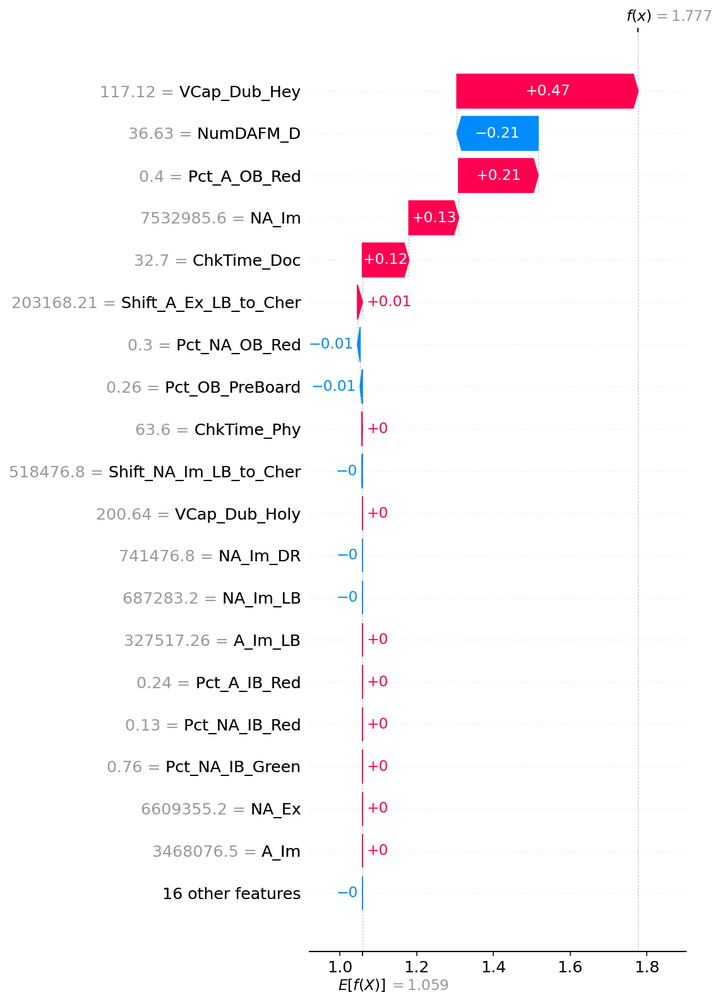 f(x) = 1.777
117.12 = VCap_Dub_Hey +0.47
36.63 = NumDAFM_D −0.21
0.4 = Pct_A_OB_Red +0.21
7532985.6 = NA_Im +0.13
32.7 = ChkTime_Doc +0.12
203168.21 = Shift_A_Ex_LB_to_Cher +0.01
0.3 = Pct_NA_OB_Red −0.01
0.26 = Pct_OB_PreBoard −0.01
63.6 = ChkTime_Phy +0
518476.8 = Shift_NA_Im_LB_to_Cher −0
200.64 = VCap_Dub_Holy +0
741476.8 = NA_Im_DR −0
687283.2 = NA_Im_LB −0
327517.26 = A_Im_LB +0
0.24 = Pct_A_IB_Red +0
0.13 = Pct_NA_IB_Red +0
0.76 = Pct_NA_IB_Green +0
6609355.2 = NA_Ex +0
3468076.5 = A_Im +0
16 other features −0
1.0 1.2 1.4 1.6 1.8
E[f(X)] = 1.059